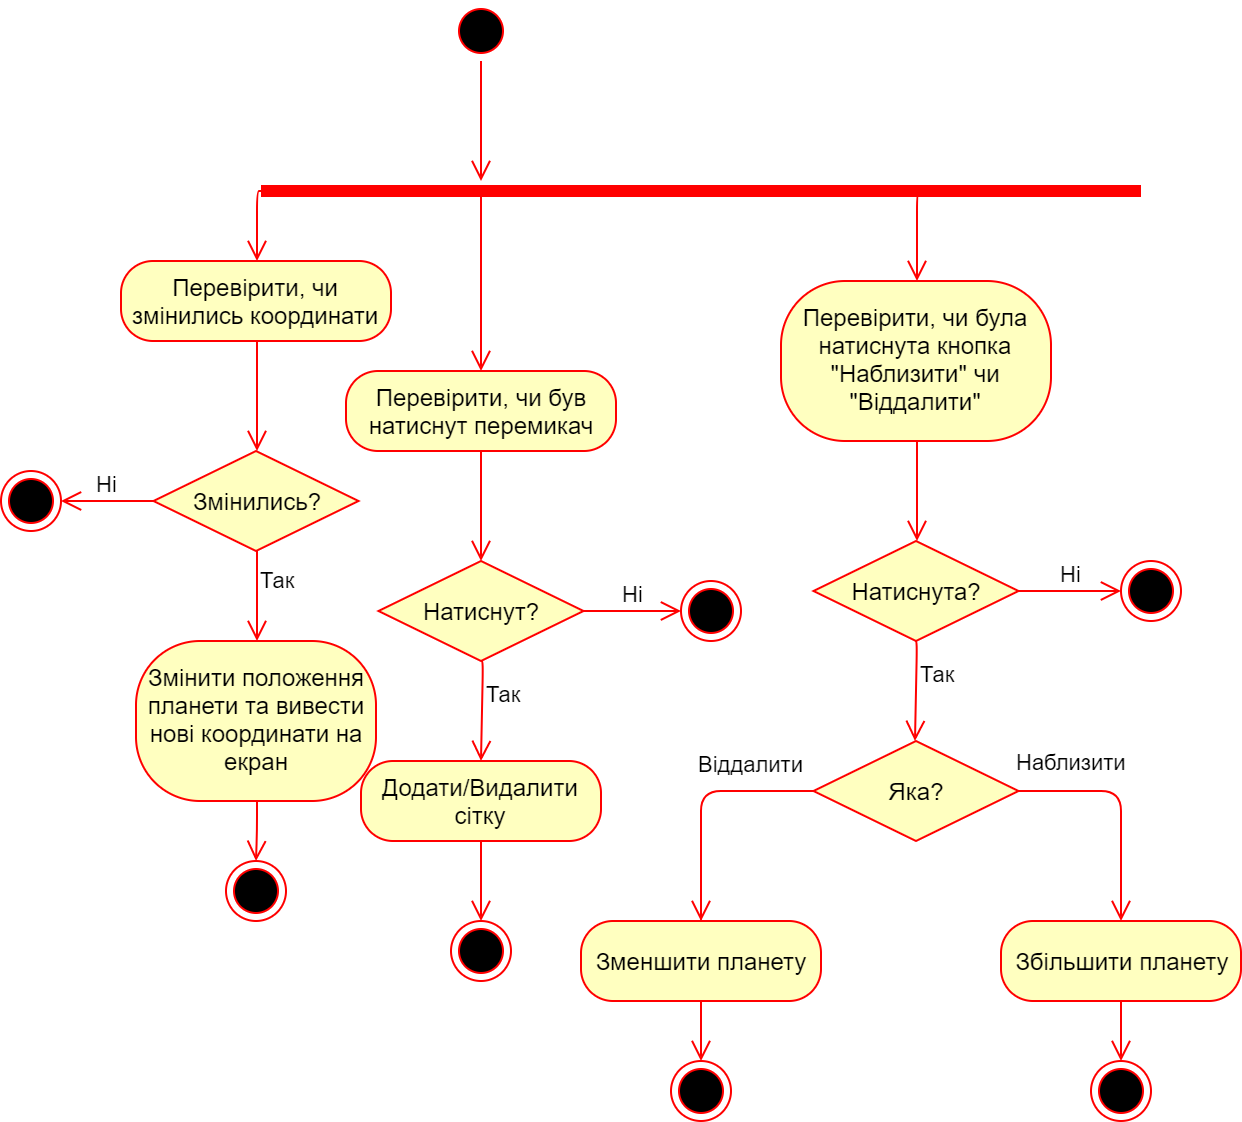 Перевірити, чи
змінились координати
Змінились?
Ні
Так
Змінити положення
планети та вивести
нові координати на
екран
Перевірити, чи був
натиснут перемикач
Натиснут?
Ні
Так
Додати/Видалити
сітку
Перевірити, чи була
натиснута кнопка
"Наблизити" чи
"Віддалити"
Натиснута?
Ні
Так
Яка?
Віддалити
Наблизити
Зменшити планету
Збільшити планету